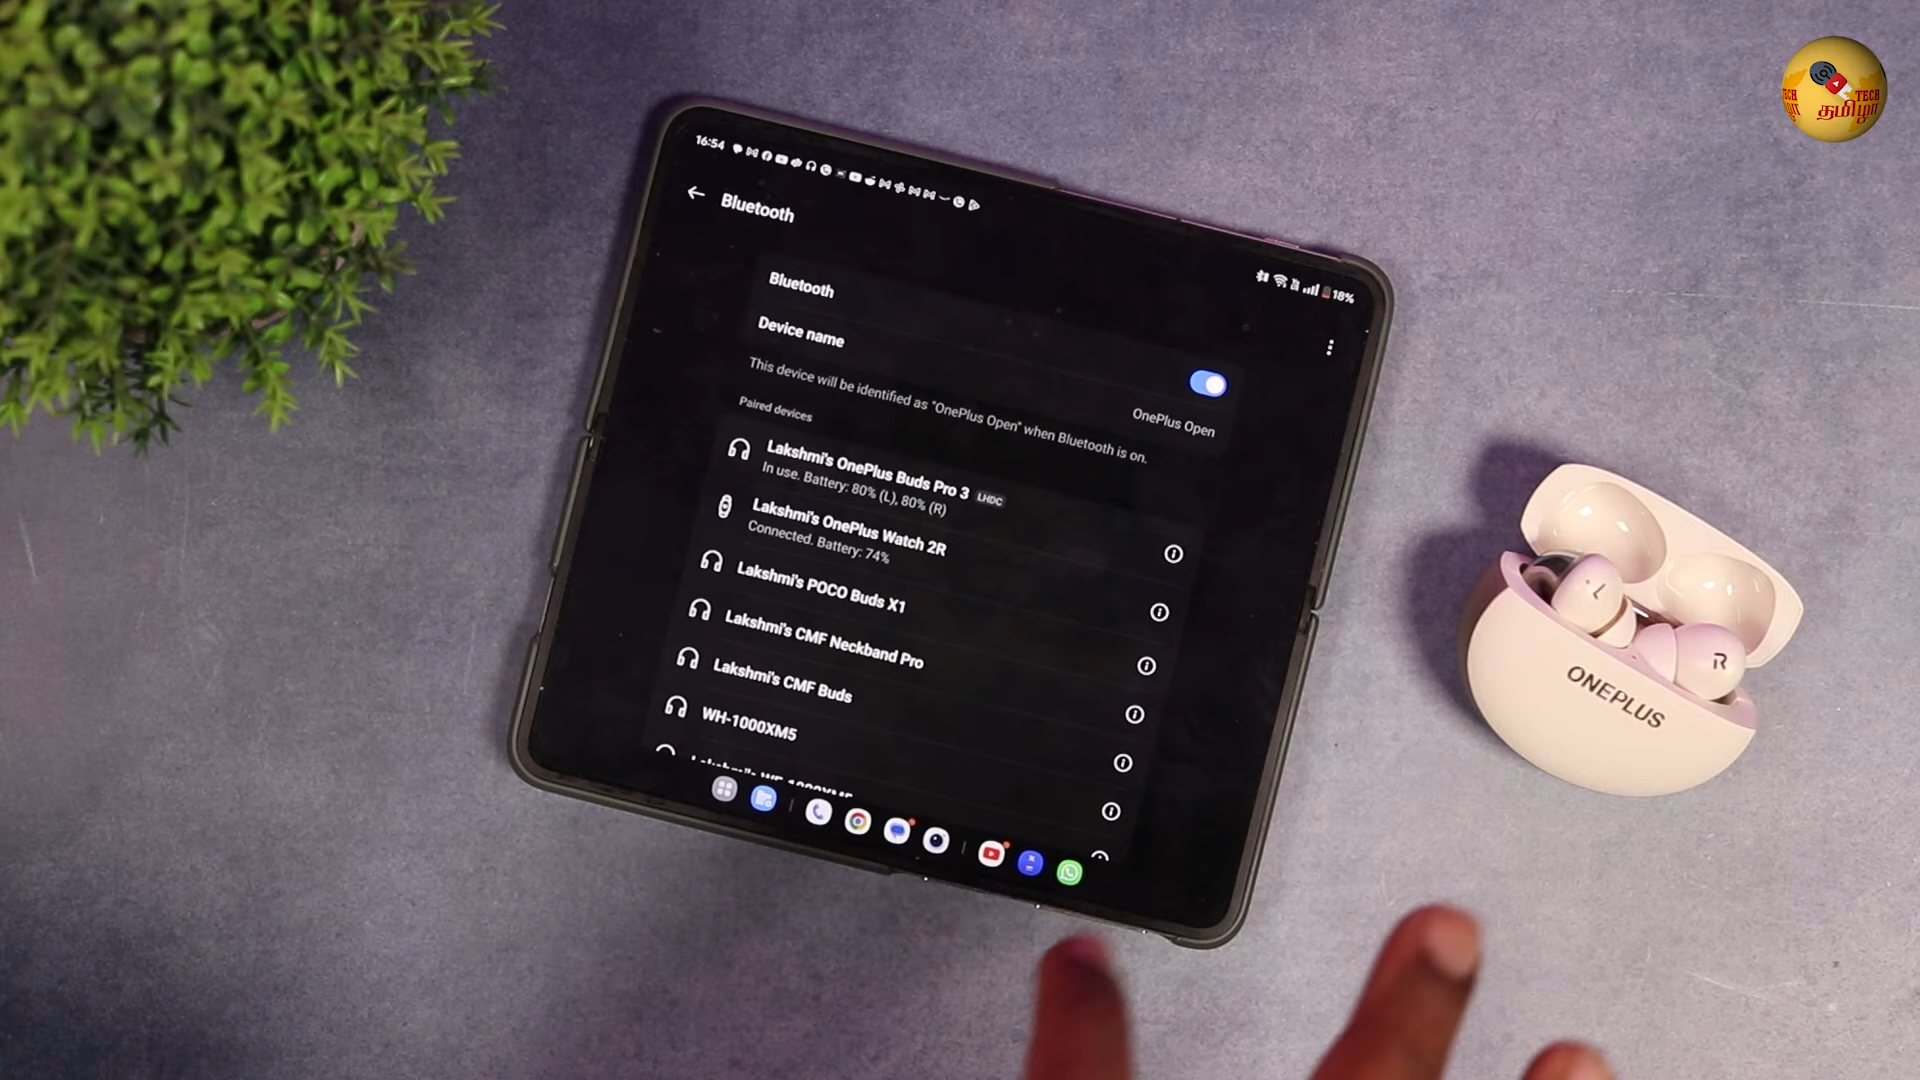 16:54
18%
Bluetooth
Bluetooth
Device name
OnePlus Open
This device will be identified as "OnePlus Open" when Bluetooth is on.
Paired devices
Lakshmi's OnePlus Buds Pro 3 LHDC
In use. Battery: 80% (L), 80% (R)
Lakshmi's OnePlus Watch 2R
Connected. Battery: 74%
Lakshmi's POCO Buds X1
Lakshmi's CMF Neckband Pro
Lakshmi's CMF Buds
WH-1000XM5
L
R
ONEPLUS
TECH
தமிழா